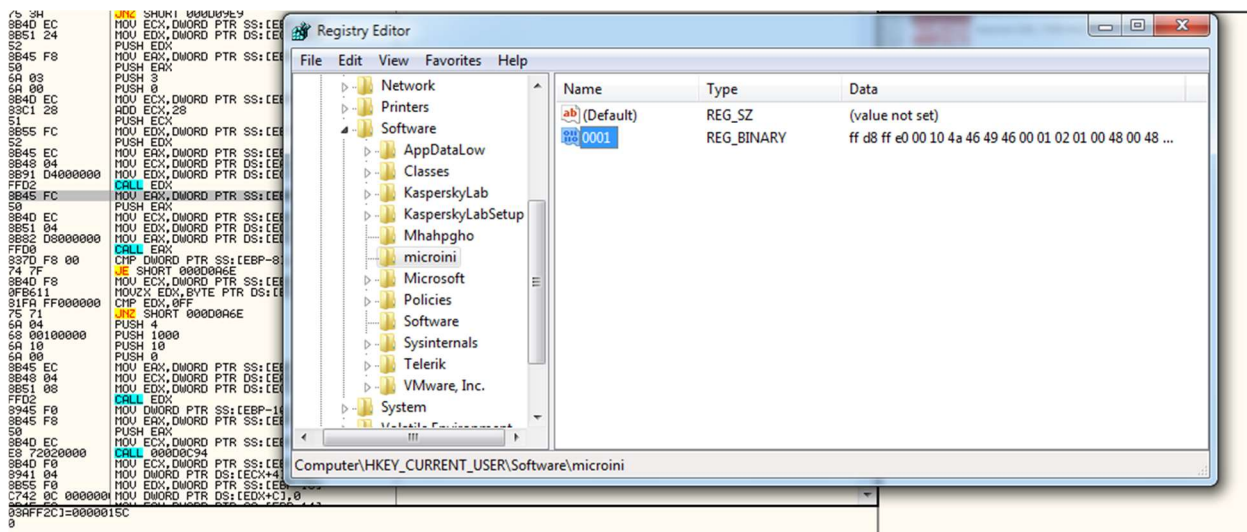 75 3A JNZ SHORT 000D09E9
8B4D EC MOV ECX,DWORD PTR SS:[EB
8B51 24 MOV EDX,DWORD PTR DS:[EC
52 PUSH EDX
8B45 F8 MOV EAX,DWORD PTR SS:[EB
50 PUSH EAX
6A 03 PUSH 3
6A 00 PUSH 0
8B4D EC MOV ECX,DWORD PTR SS:[EB
83C1 28 ADD ECX,28
51 PUSH ECX
8B55 FC MOV EDX,DWORD PTR SS:[EB
52 PUSH EDX
8B45 EC MOV EAX,DWORD PTR SS:[EB
8B48 04 MOV ECX,DWORD PTR DS:[EA
8B91 D4000000 MOV EDX,DWORD PTR DS:[EC
FFD2 CALL EDX
8B45 FC MOV EAX,DWORD PTR SS:[EB
50 PUSH EAX
8B4D EC MOV ECX,DWORD PTR SS:[EB
8B51 04 MOV EDX,DWORD PTR DS:[EC
8B82 D8000000 MOV EAX,DWORD PTR DS:[ED
FFD0 CALL EAX
837D F8 00 CMP DWORD PTR SS:[EBP-8]
74 7F JE SHORT 000D0A6E
8B4D F8 MOV ECX,DWORD PTR SS:[EB
0FB611 MOVZX EDX,BYTE PTR DS:[E
81FA FF000000 CMP EDX,0FF
75 71 JNZ SHORT 000D0A6E
6A 04 PUSH 4
68 00100000 PUSH 1000
6A 10 PUSH 10
6A 00 PUSH 0
8B45 EC MOV EAX,DWORD PTR SS:[EB
8B48 04 MOV ECX,DWORD PTR DS:[EA
8B51 08 MOV EDX,DWORD PTR DS:[EC
FFD2 CALL EDX
8945 F0 MOV DWORD PTR SS:[EBP-10
8B45 F8 MOV EAX,DWORD PTR SS:[EB
50 PUSH EAX
8B4D EC MOV ECX,DWORD PTR SS:[EB
E8 72020000 CALL 000D0C94
8B4D F0 MOV ECX,DWORD PTR SS:[EB
8941 04 MOV DWORD PTR DS:[ECX+4]
8B55 F0 MOV EDX,DWORD PTR SS:[EBP-10]
C742 0C 000000 MOV DWORD PTR DS:[EDX+C],0
03AFF2C]=0000015C
0
Registry Editor
File Edit View Favorites Help
Network
Printers
Software
AppDataLow
Classes
KasperskyLab
KasperskyLabSetup
Mhahpgho
microini
Microsoft
Policies
Software
Sysinternals
Telerik
VMware, Inc.
System
Volatile Environment
Name Type Data
(Default) REG_SZ (value not set)
0001 REG_BINARY ff d8 ff e0 00 10 4a 46 49 46 00 01 02 01 00 48 00 48 ...
Computer\HKEY_CURRENT_USER\Software\microini